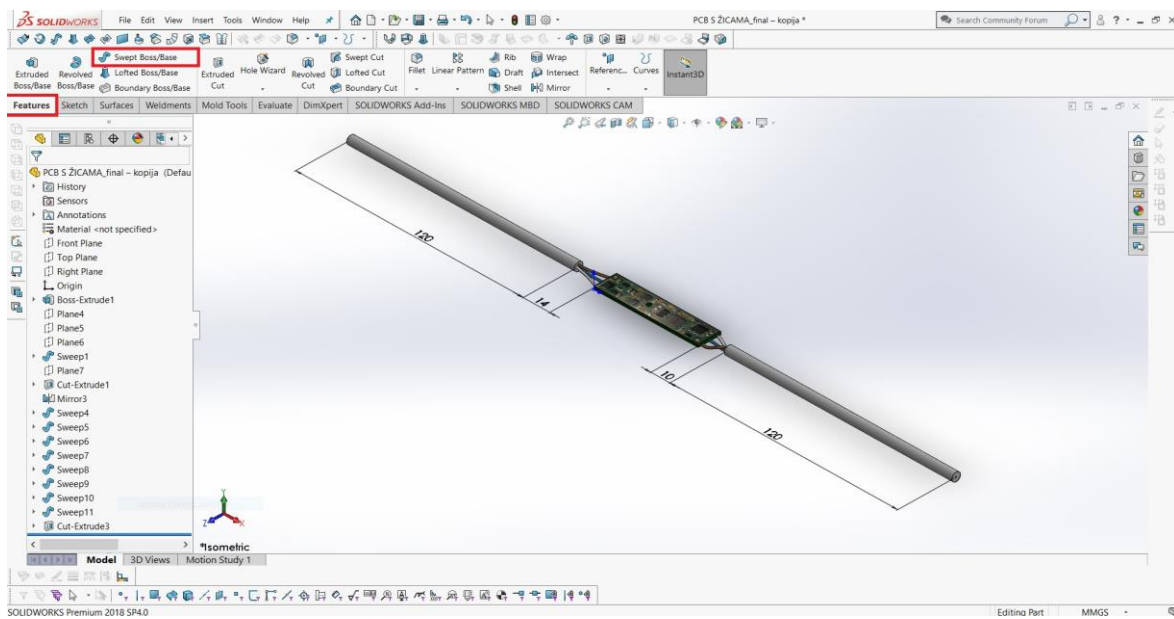 SOLIDWORKS File Edit View Insert Tools Window Help PCB S ŽICAMA_final – kopija * Search Community Forum
Extruded Boss/Base Revolved Boss/Base Swept Boss/Base Lofted Boss/Base Boundary Boss/Base Extruded Cut Hole Wizard Revolved Cut Swept Cut Lofted Cut Boundary Cut Fillet Linear Pattern Rib Draft Shell Wrap Intersect Mirror Referenc... Curves Instant3D
Features Sketch Surfaces Weldments Mold Tools Evaluate DimXpert SOLIDWORKS Add-Ins SOLIDWORKS MBD SOLIDWORKS CAM
PCB S ŽICAMA_final – kopija (Defau
History
Sensors
Annotations
Material <not specified>
Front Plane
Top Plane
Right Plane
Origin
Boss-Extrude1
Plane4
Plane5
Plane6
Sweep1
Plane7
Cut-Extrude1
Mirror3
Sweep4
Sweep5
Sweep6
Sweep7
Sweep8
Sweep9
Sweep10
Sweep11
Cut-Extrude3
120
14
10
120
Y
Z X
*Isometric
Model 3D Views Motion Study 1
SOLIDWORKS Premium 2018 SP4.0 Editing Part MMGS